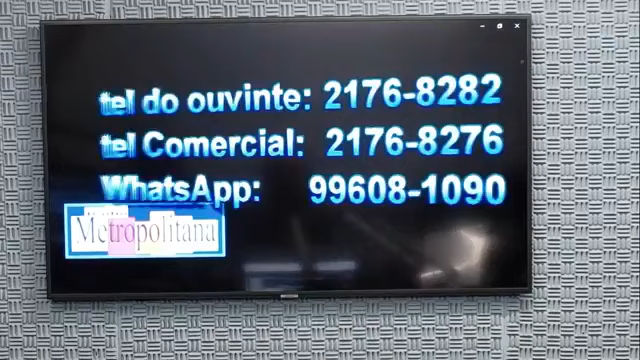 tel do ouvinte: 2176-8282
tel Comercial: 2176-8276
WhatsApp: 99608-1090
Metropolitana